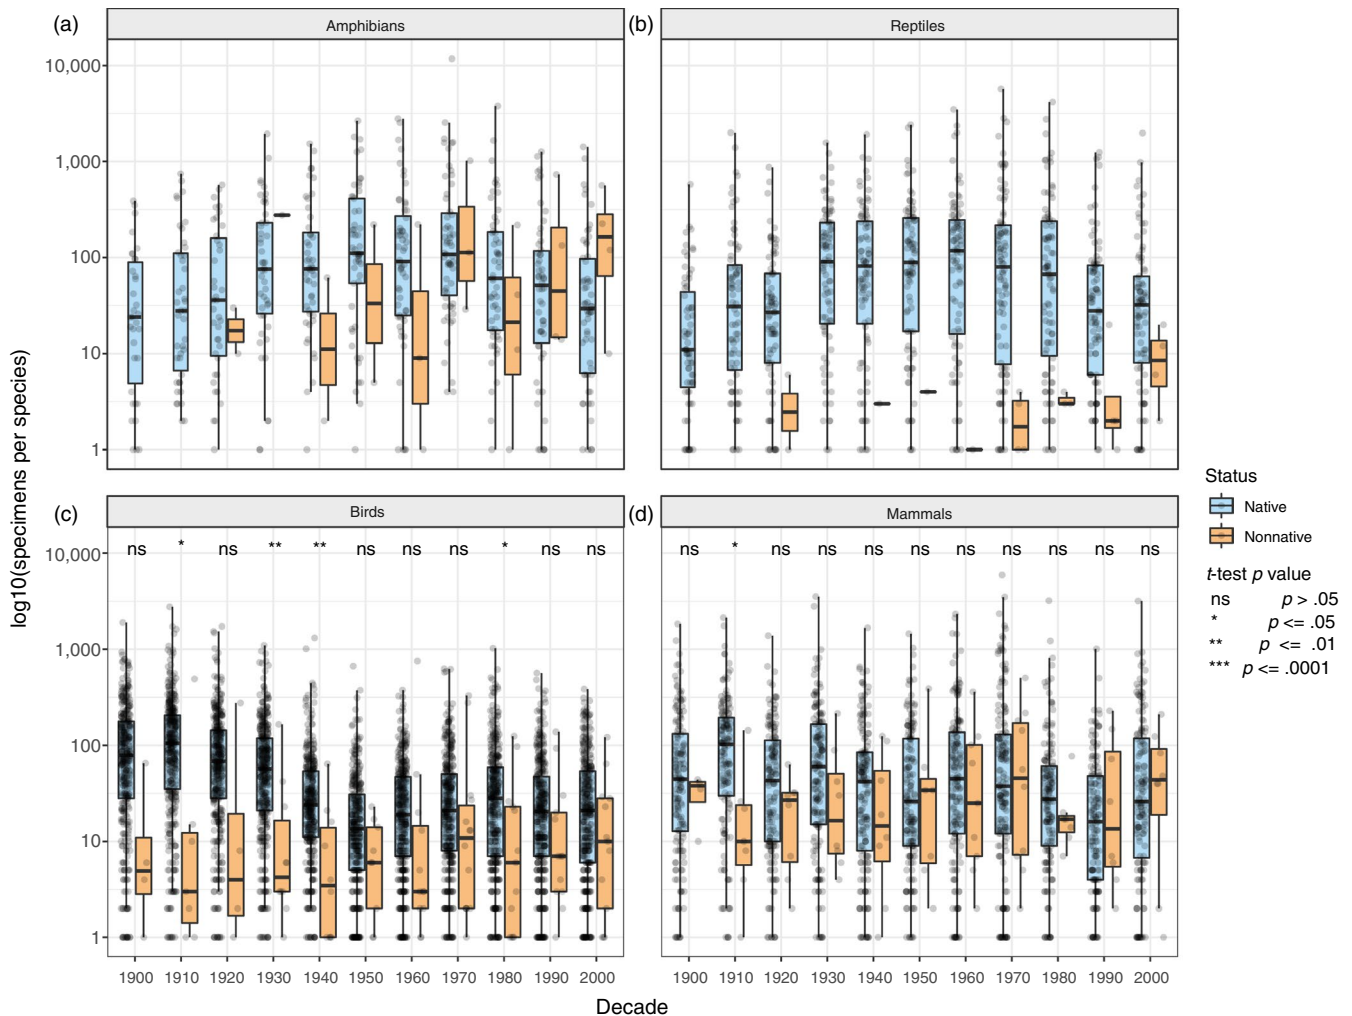 (a) Amphibians
(b) Reptiles
10,000
1,000
100
10
1
log10(specimens per species)
(c) Birds
(d) Mammals
ns * ns ** ** ns ns ns * ns ns
ns * ns ns ns ns ns ns ns ns ns
10,000
1,000
100
10
1
1900 1910 1920 1930 1940 1950 1960 1970 1980 1990 2000
1900 1910 1920 1930 1940 1950 1960 1970 1980 1990 2000
Decade
Status
Native
Nonnative
t-test p value
ns p > .05
* p <= .05
** p <= .01
*** p <= .0001